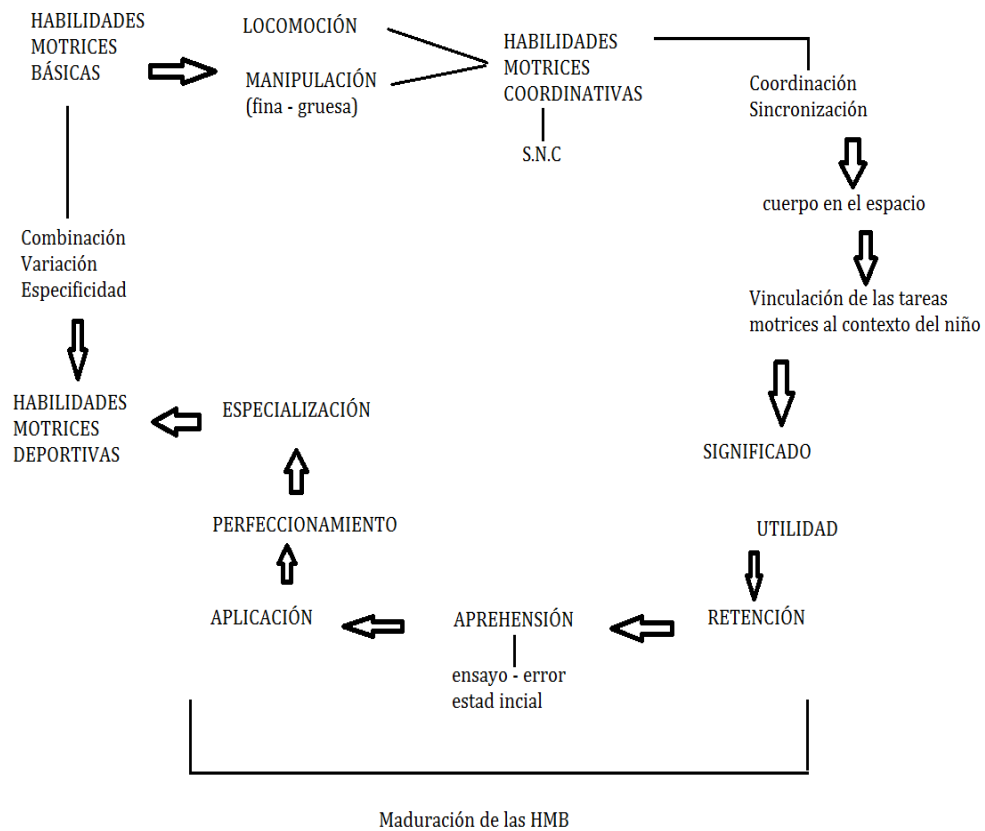 HABILIDADES
MOTRICES
BÁSICAS
LOCOMOCIÓN
MANIPULACIÓN
(fina - gruesa)
HABILIDADES
MOTRICES
COORDINATIVAS
S.N.C
Coordinación
Sincronización
cuerpo en el espacio
Vinculación de las tareas
motrices al contexto del niño
SIGNIFICADO
UTILIDAD
RETENCIÓN
APREHENSIÓN
ensayo - error
estad incial
APLICACIÓN
PERFECCIONAMIENTO
ESPECIALIZACIÓN
Combinación
Variación
Especificidad
HABILIDADES
MOTRICES
DEPORTIVAS
Maduración de las HMB